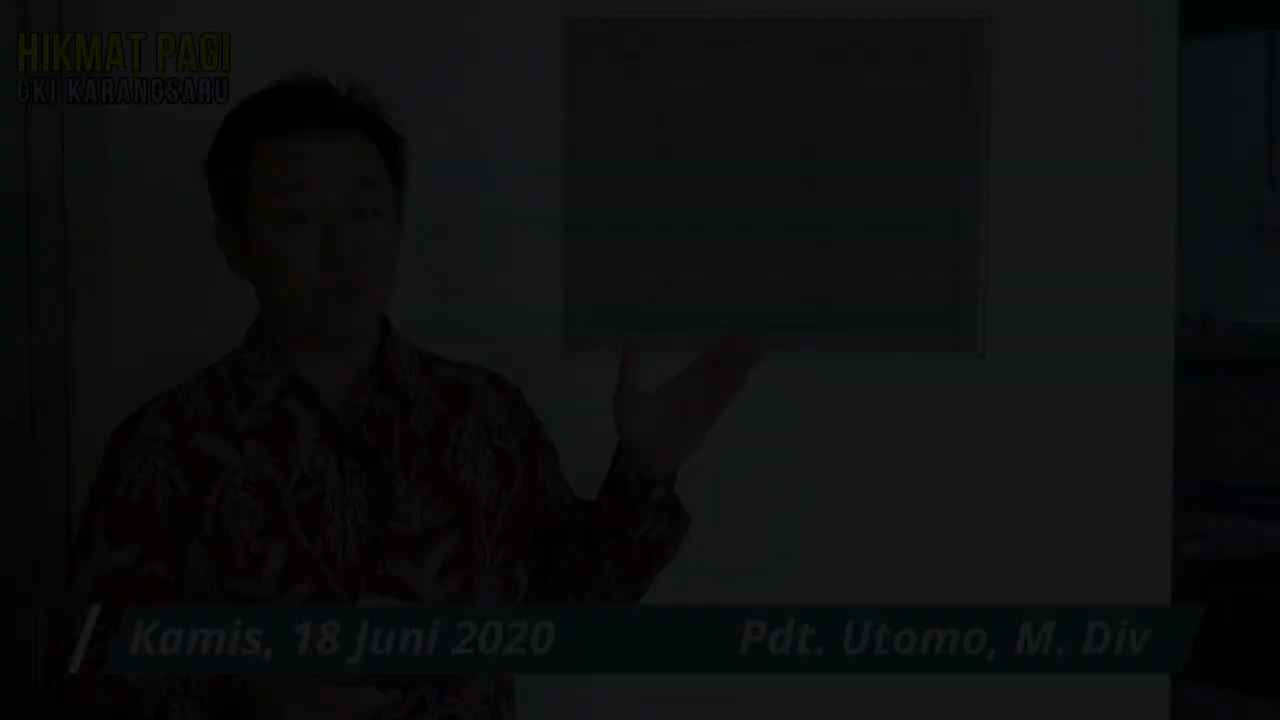 HIKMAT PAGI
GKI KARANGSARU
Kamis, 18 Juni 2020
Pdt. Utomo, M. Div